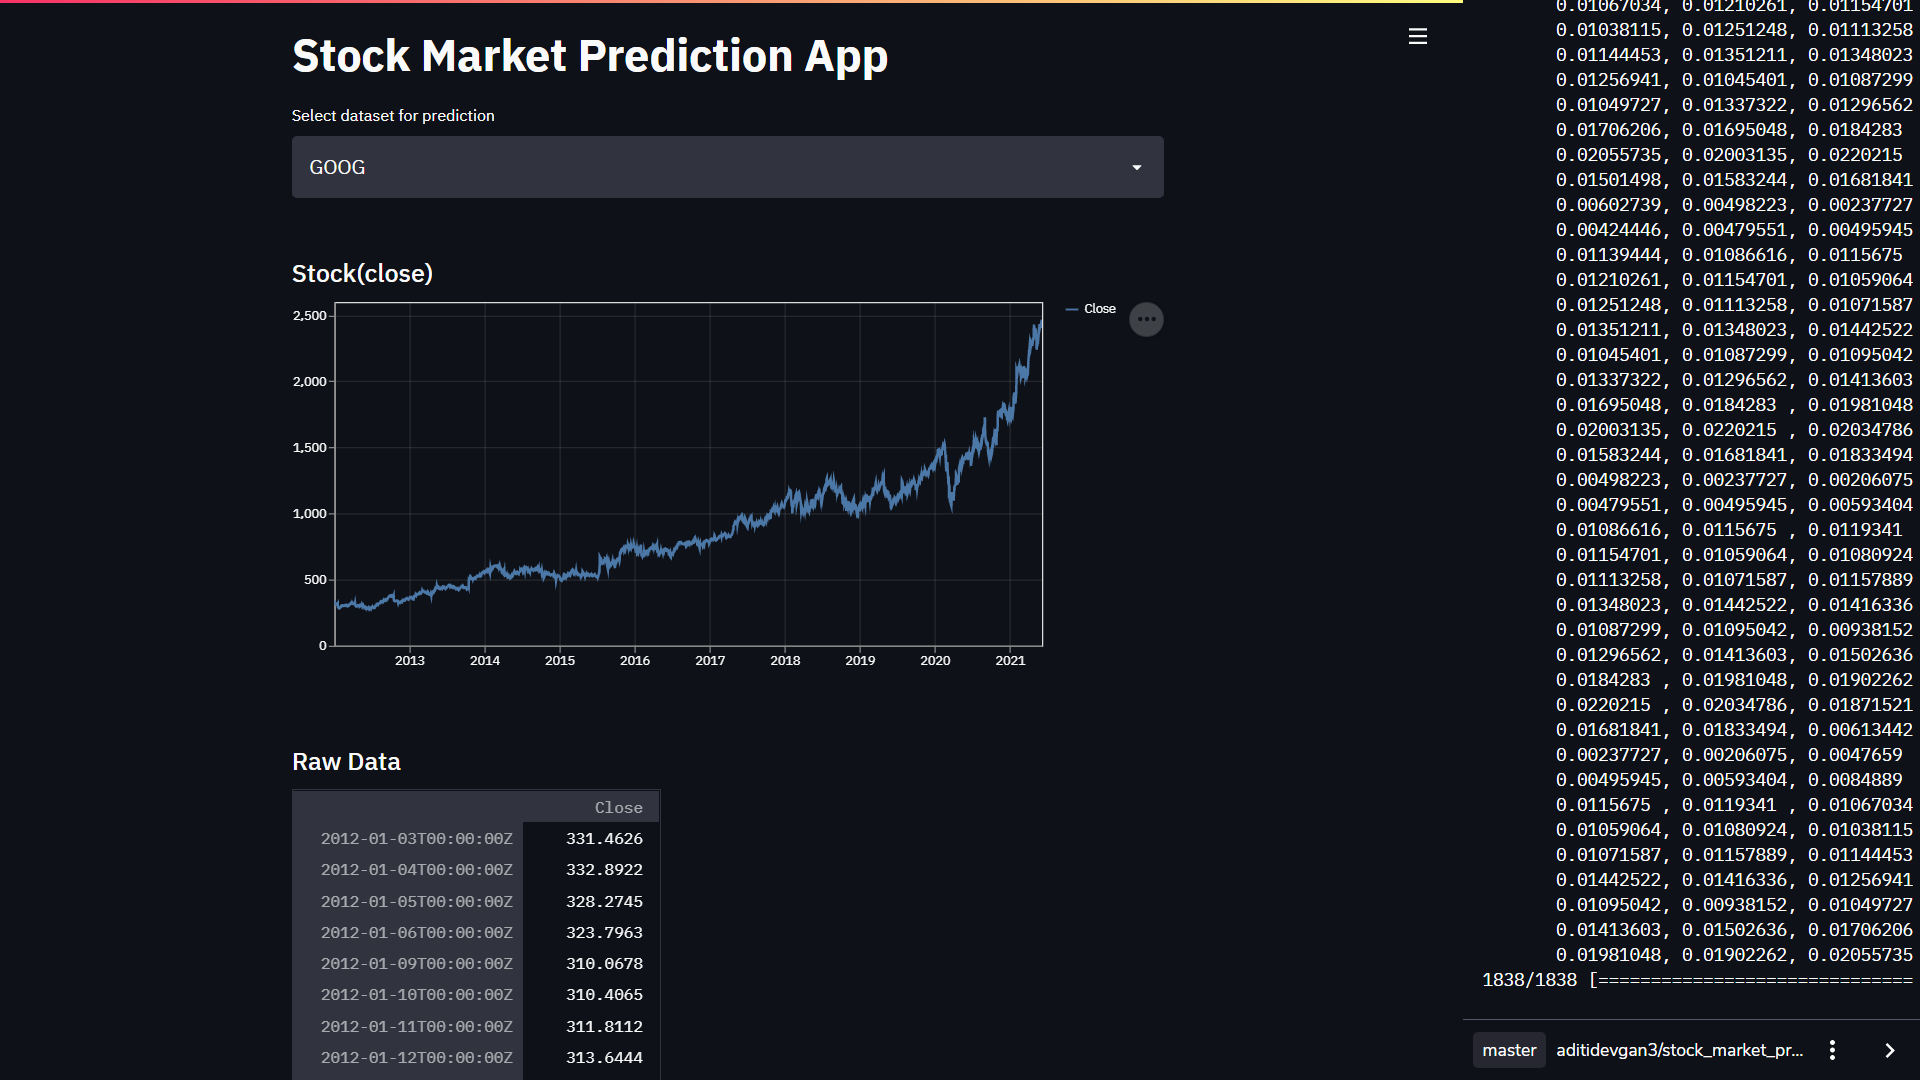 Stock Market Prediction App
Select dataset for prediction
GOOG
Stock(close)
Close
2,500
2,000
1,500
1,000
500
0
2013 2014 2015 2016 2017 2018 2019 2020 2021
Raw Data
Close
2012-01-03T00:00:00Z 331.4626
2012-01-04T00:00:00Z 332.8922
2012-01-05T00:00:00Z 328.2745
2012-01-06T00:00:00Z 323.7963
2012-01-09T00:00:00Z 310.0678
2012-01-10T00:00:00Z 310.4065
2012-01-11T00:00:00Z 311.8112
2012-01-12T00:00:00Z 313.6444
0.01067034, 0.01210261, 0.01154701
0.01038115, 0.01251248, 0.01113258
0.01144453, 0.01351211, 0.01348023
0.01256941, 0.01045401, 0.01087299
0.01049727, 0.01337322, 0.01296562
0.01706206, 0.01695048, 0.0184283
0.02055735, 0.02003135, 0.0220215
0.01501498, 0.01583244, 0.01681841
0.00602739, 0.00498223, 0.00237727
0.00424446, 0.00479551, 0.00495945
0.01139444, 0.01086616, 0.0115675
0.01210261, 0.01154701, 0.01059064
0.01251248, 0.01113258, 0.01071587
0.01351211, 0.01348023, 0.01442522
0.01045401, 0.01087299, 0.01095042
0.01337322, 0.01296562, 0.01413603
0.01695048, 0.0184283 , 0.01981048
0.02003135, 0.0220215 , 0.02034786
0.01583244, 0.01681841, 0.01833494
0.00498223, 0.00237727, 0.00206075
0.00479551, 0.00495945, 0.00593404
0.01086616, 0.0115675 , 0.0119341
0.01154701, 0.01059064, 0.01080924
0.01113258, 0.01071587, 0.01157889
0.01348023, 0.01442522, 0.01416336
0.01087299, 0.01095042, 0.00938152
0.01296562, 0.01413603, 0.01502636
0.0184283 , 0.01981048, 0.01902262
0.0220215 , 0.02034786, 0.01871521
0.01681841, 0.01833494, 0.00613442
0.00237727, 0.00206075, 0.0047659
0.00495945, 0.00593404, 0.0084889
0.0115675 , 0.0119341 , 0.01067034
0.01059064, 0.01080924, 0.01038115
0.01071587, 0.01157889, 0.01144453
0.01442522, 0.01416336, 0.01256941
0.01095042, 0.00938152, 0.01049727
0.01413603, 0.01502636, 0.01706206
0.01981048, 0.01902262, 0.02055735
1838/1838 [==============================
master aditidevgan3/stock_market_pr...